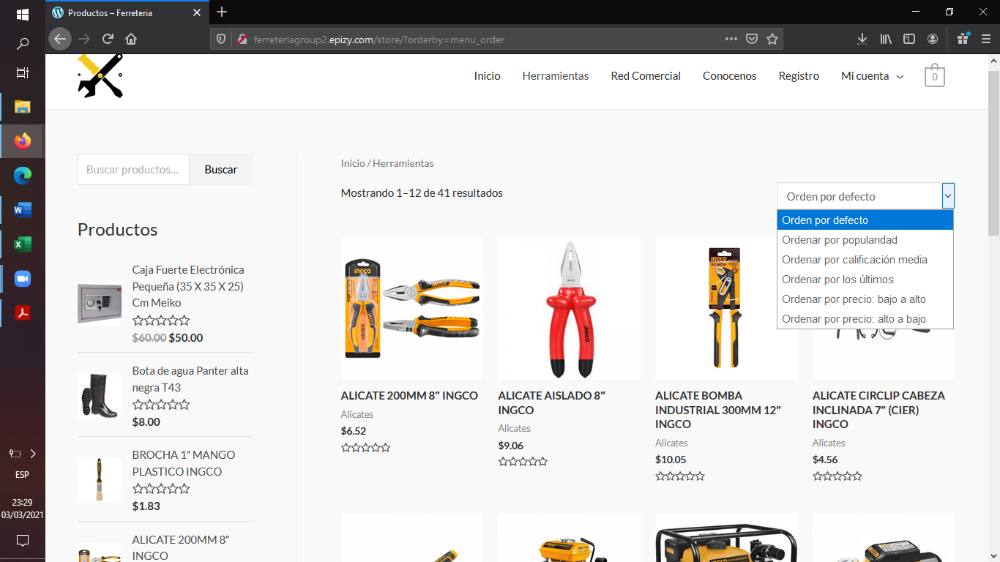 Productos – Ferreteria
ferreteriagroup2.epizy.com/store/?orderby=menu_order
Inicio
Herramientas
Red Comercial
Conocenos
Registro
Mi cuenta
0
Buscar productos...
Buscar
Productos
Caja Fuerte Electrónica
Pequeña (35 X 35 X 25)
Cm Meiko
$60.00 $50.00
Bota de agua Panter alta
negra T43
$8.00
BROCHA 1″ MANGO
PLASTICO INGCO
$1.83
ALICATE 200MM 8″
INGCO
Inicio / Herramientas
Mostrando 1–12 de 41 resultados
Orden por defecto
Orden por defecto
Ordenar por popularidad
Ordenar por calificación media
Ordenar por los últimos
Ordenar por precio: bajo a alto
Ordenar por precio: alto a bajo
INGCO
INGCO
ALICATE 200MM 8″ INGCO
Alicates
$6.52
INGCO
ALICATE AISLADO 8″
INGCO
Alicates
$9.06
INGCO
ALICATE BOMBA
INDUSTRIAL 300MM 12″
INGCO
Alicates
$10.05
ALICATE CIRCLIP CABEZA
INCLINADA 7″ (CIER)
INGCO
Alicates
$4.56
ESP
23:29
03/03/2021